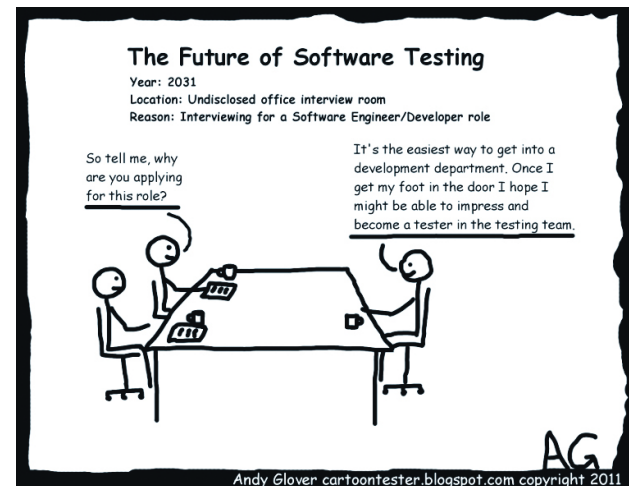 The Future of Software Testing
Year: 2031
Location: Undisclosed office interview room
Reason: Interviewing for a Software Engineer/Developer role
So tell me, why
are you applying
for this role?
It's the easiest way to get into a
development department. Once I
get my foot in the door I hope I
might be able to impress and
become a tester in the testing team.
AG
Andy Glover cartoontester.blogspot.com copyright 2011